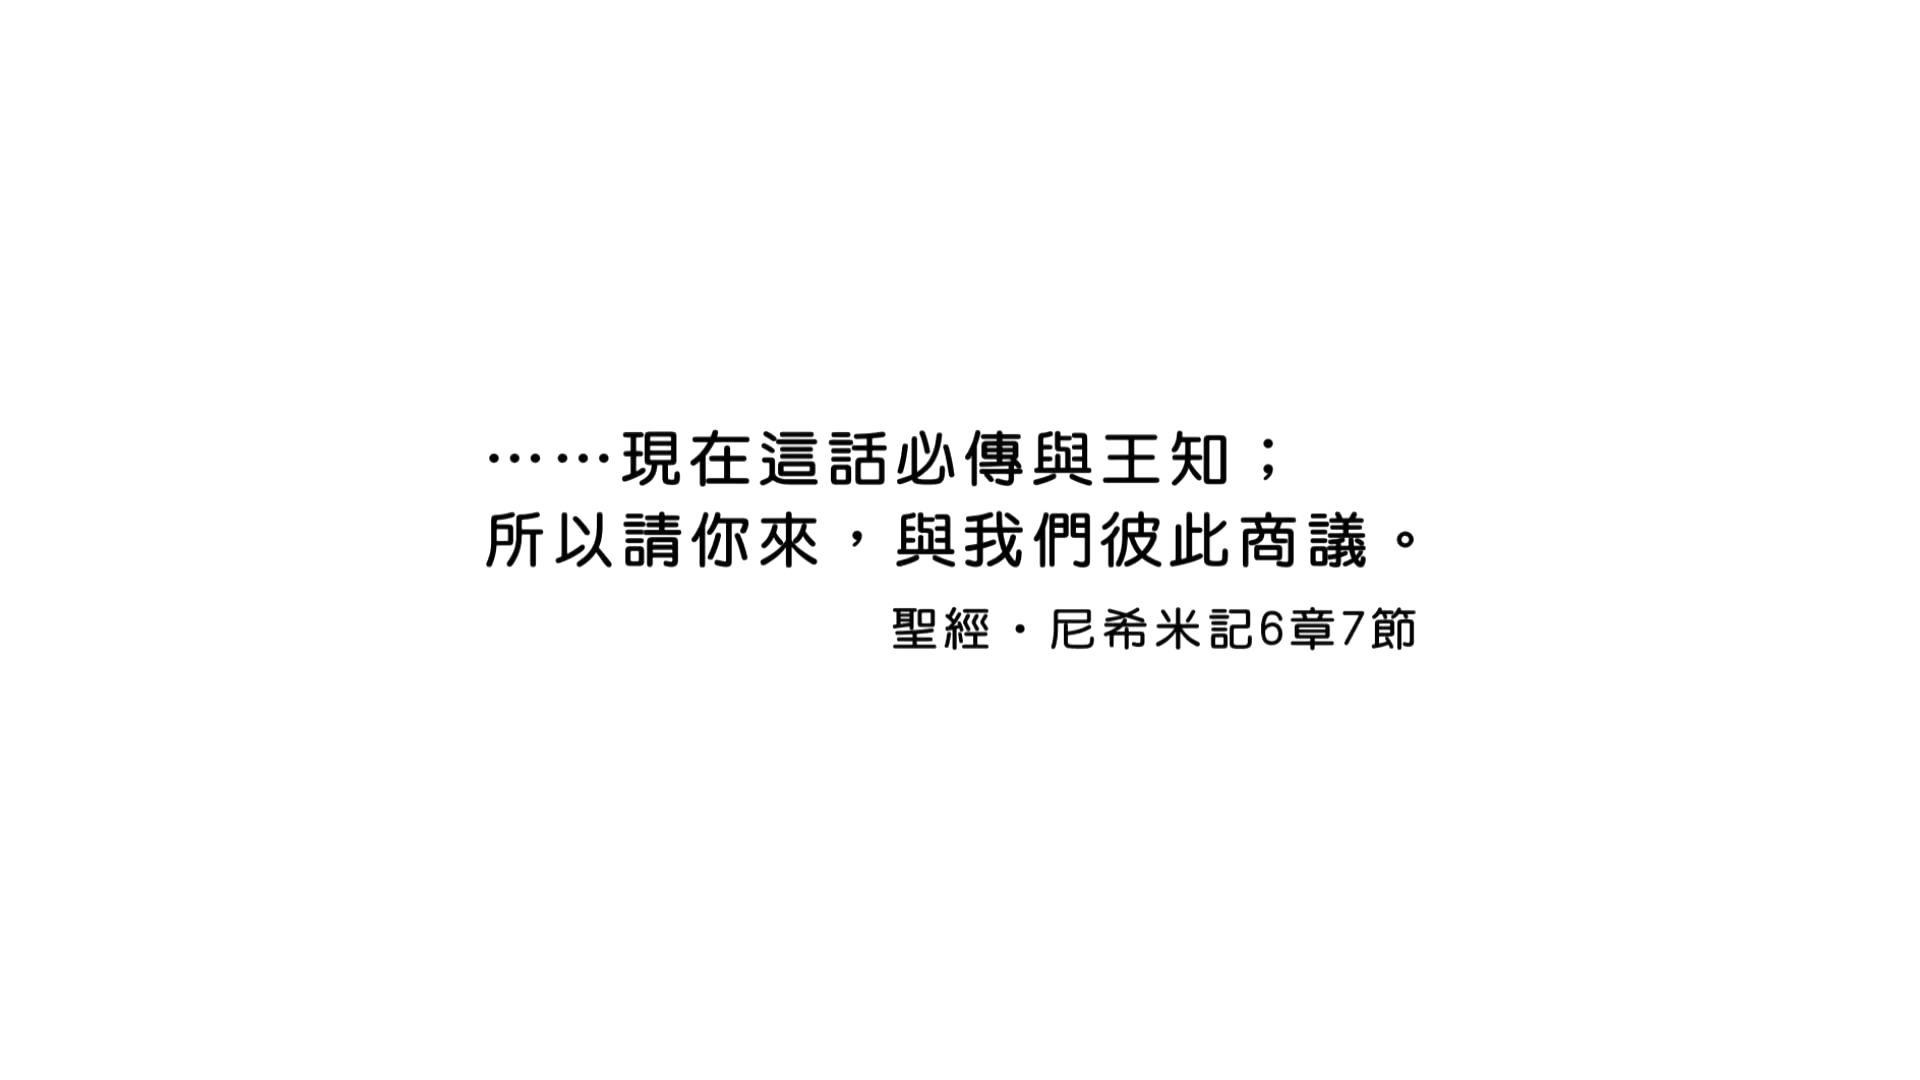 ……現在這話必傳與王知；
所以請你來，與我們彼此商議。
聖經・尼希米記6章7節